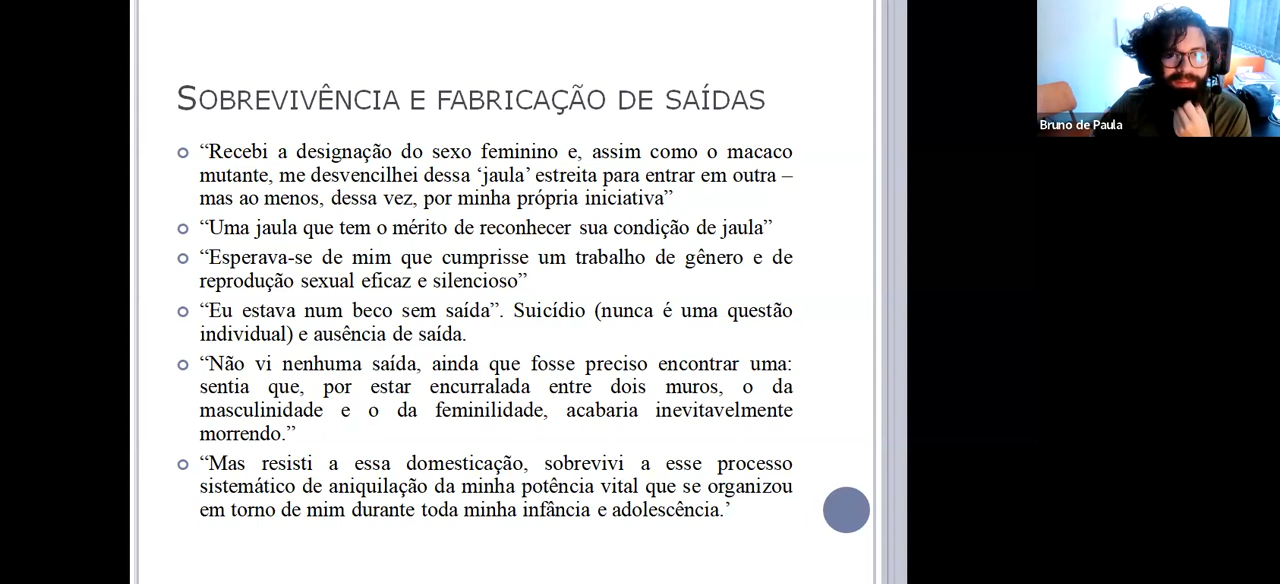 SOBREVIVÊNCIA E FABRICAÇÃO DE SAÍDAS
“Recebi a designação do sexo feminino e, assim como o macaco
mutante, me desvencilhei dessa ‘jaula’ estreita para entrar em outra –
mas ao menos, dessa vez, por minha própria iniciativa”
“Uma jaula que tem o mérito de reconhecer sua condição de jaula”
“Esperava-se de mim que cumprisse um trabalho de gênero e de
reprodução sexual eficaz e silencioso”
“Eu estava num beco sem saída”. Suicídio (nunca é uma questão
individual) e ausência de saída.
“Não vi nenhuma saída, ainda que fosse preciso encontrar uma:
sentia que, por estar encurralada entre dois muros, o da
masculinidade e o da feminilidade, acabaria inevitavelmente
morrendo.”
“Mas resisti a essa domesticação, sobrevivi a esse processo
sistemático de aniquilação da minha potência vital que se organizou
em torno de mim durante toda minha infância e adolescência.’
Bruno de Paula